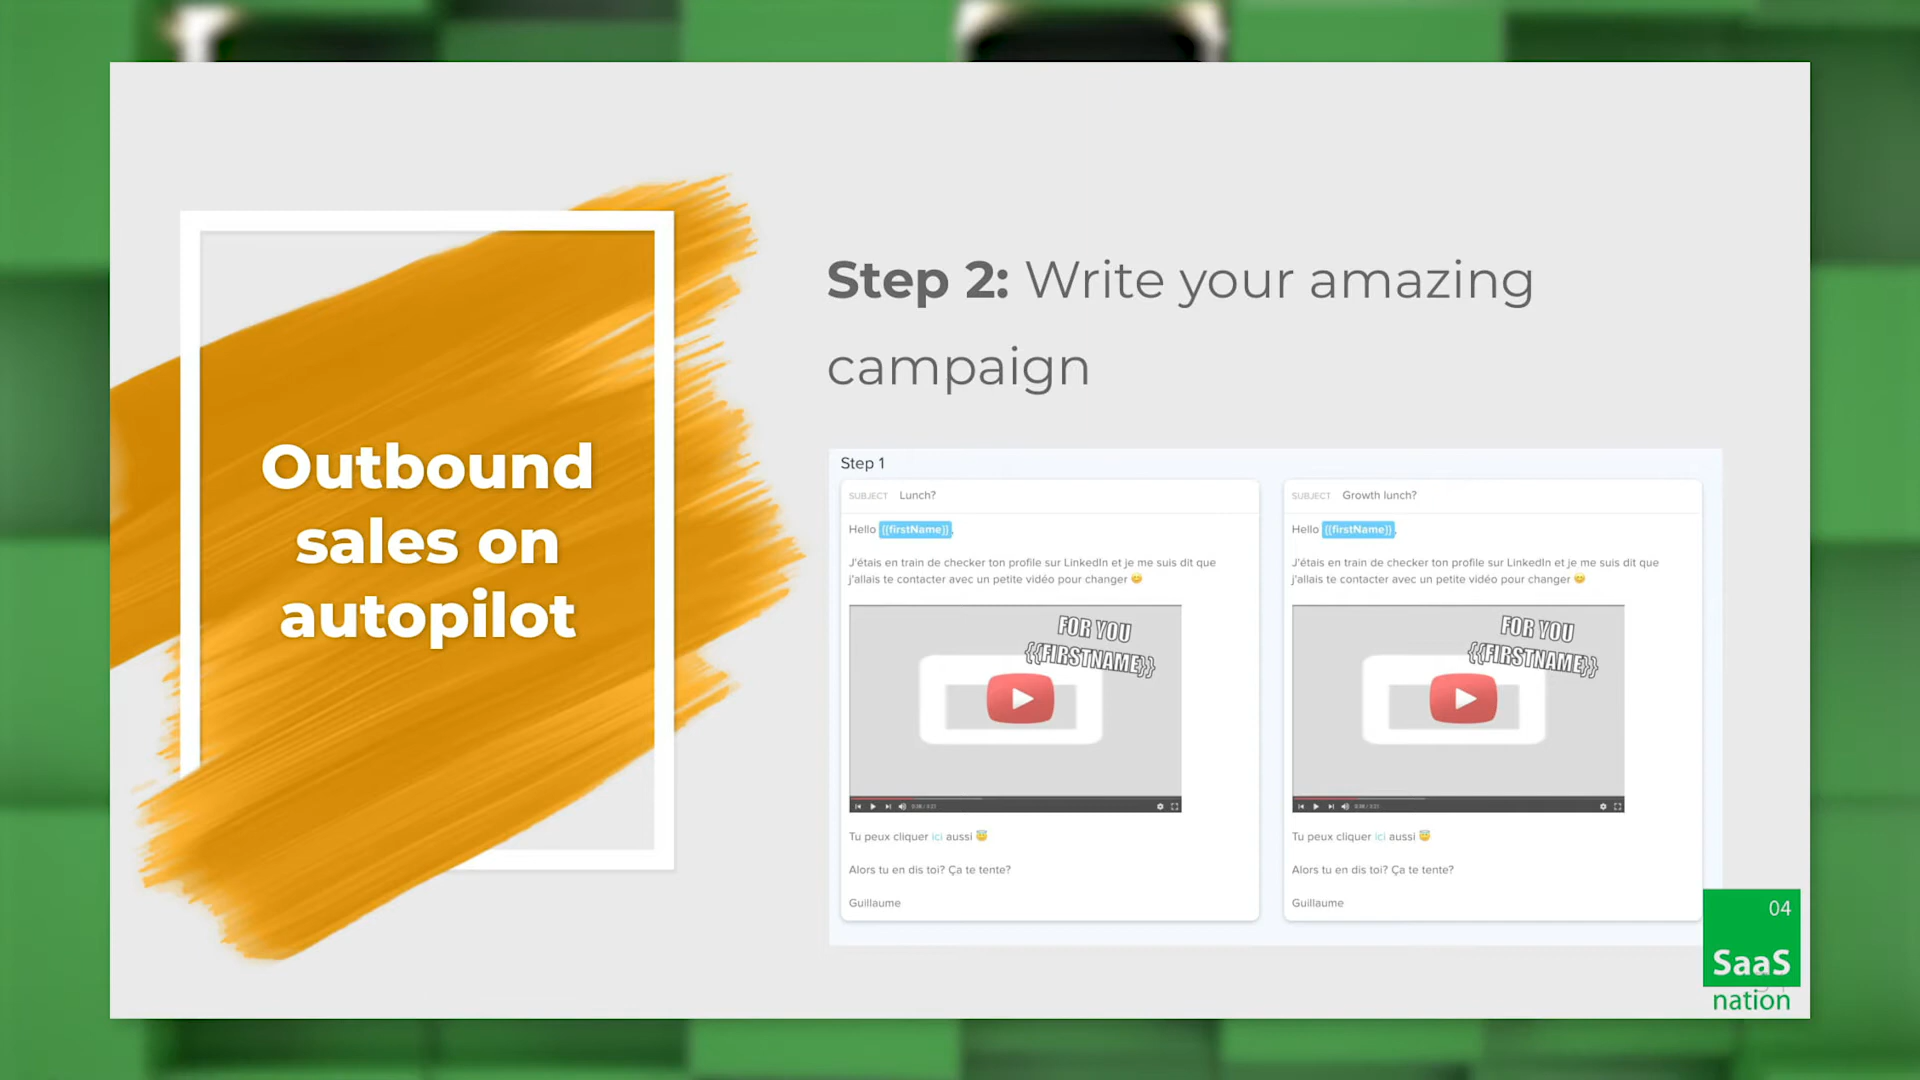 Outbound
sales on
autopilot
Step 2: Write your amazing
campaign
Step 1
SUBJECT Lunch?
Hello {{firstName}},
J'étais en train de checker ton profile sur LinkedIn et je me suis dit que
j'allais te contacter avec un petite vidéo pour changer
FOR YOU
{{FIRSTNAME}}
Tu peux cliquer ici aussi
Alors tu en dis toi? Ça te tente?
Guillaume
SUBJECT Growth lunch?
Hello {{firstName}},
J'étais en train de checker ton profile sur LinkedIn et je me suis dit que
j'allais te contacter avec un petite vidéo pour changer
FOR YOU
{{FIRSTNAME}}
Tu peux cliquer ici aussi
Alors tu en dis toi? Ça te tente?
Guillaume
04
SaaS
nation